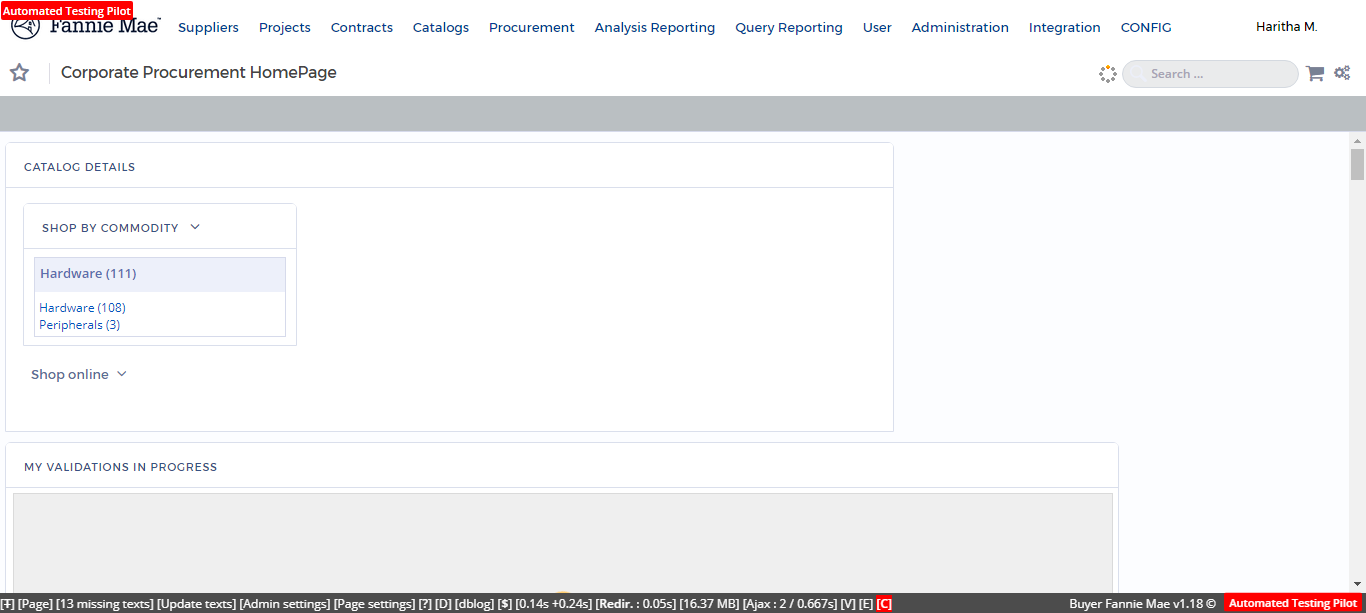 Automated Testing Pilot
Fannie Mae™ Suppliers Projects Contracts Catalogs Procurement Analysis Reporting Query Reporting User Administration Integration CONFIG Haritha M.
Corporate Procurement HomePage Search ...
CATALOG DETAILS
SHOP BY COMMODITY
Hardware (111)
Hardware (108)
Peripherals (3)
Shop online
MY VALIDATIONS IN PROGRESS
[Ŧ] [Page] [13 missing texts] [Update texts] [Admin settings] [Page settings] [?] [D] [dblog] [$] [0.14s +0.24s] [Redir. : 0.05s] [16.37 MB] [Ajax : 2 / 0.667s] [V] [E] [C] Buyer Fannie Mae v1.18 © Automated Testing Pilot